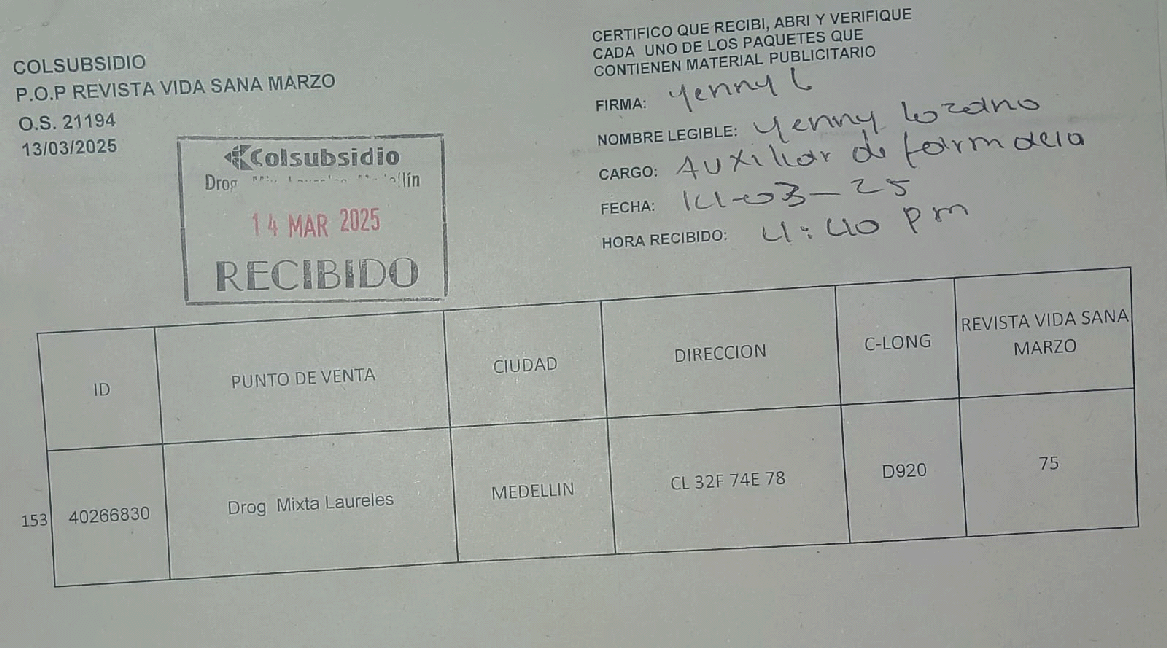 COLSUBSIDIO
P.O.P REVISTA VIDA SANA MARZO
O.S. 21194
13/03/2025
CERTIFICO QUE RECIBI, ABRI Y VERIFIQUE
CADA UNO DE LOS PAQUETES QUE
CONTIENEN MATERIAL PUBLICITARIO
FIRMA: Yenny L
NOMBRE LEGIBLE: Yenny Lozano
CARGO: Auxiliar de farmacia
FECHA: 14-03-25
HORA RECIBIDO: 4:40 pm
Colsubsidio
Drog
14 MAR 2025
RECIBIDO
ID PUNTO DE VENTA CIUDAD DIRECCION C-LONG REVISTA VIDA SANA
MARZO
153 40266830 Drog Mixta Laureles MEDELLIN CL 32F 74E 78 D920 75